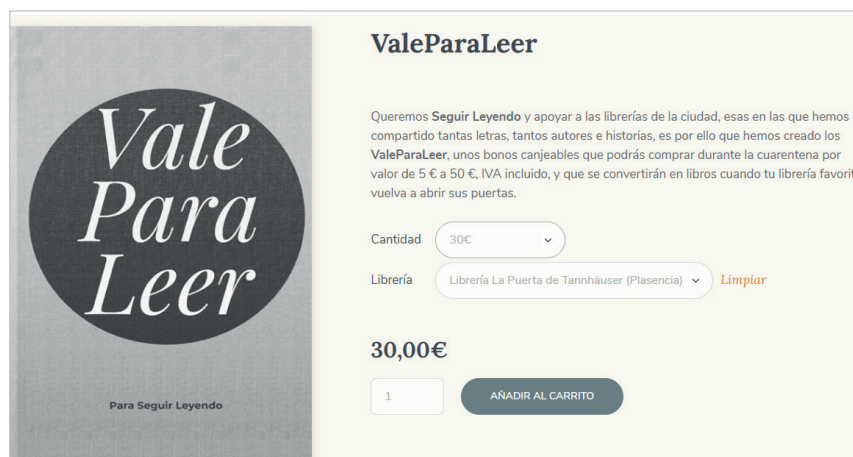 Vale
Para
Leer
Para Seguir Leyendo
ValeParaLeer
Queremos Seguir Leyendo y apoyar a las librerías de la ciudad, esas en las que hemos
compartido tantas letras, tantos autores e historias, es por ello que hemos creado los
ValeParaLeer, unos bonos canjeables que podrás comprar durante la cuarentena por
valor de 5 € a 50 €, IVA incluido, y que se convertirán en libros cuando tu librería favorit
vuelva a abrir sus puertas.
Cantidad 30€
Librería Librería La Puerta de Tannhäuser (Plasencia) Limpiar
30,00€
1 AÑADIR AL CARRITO